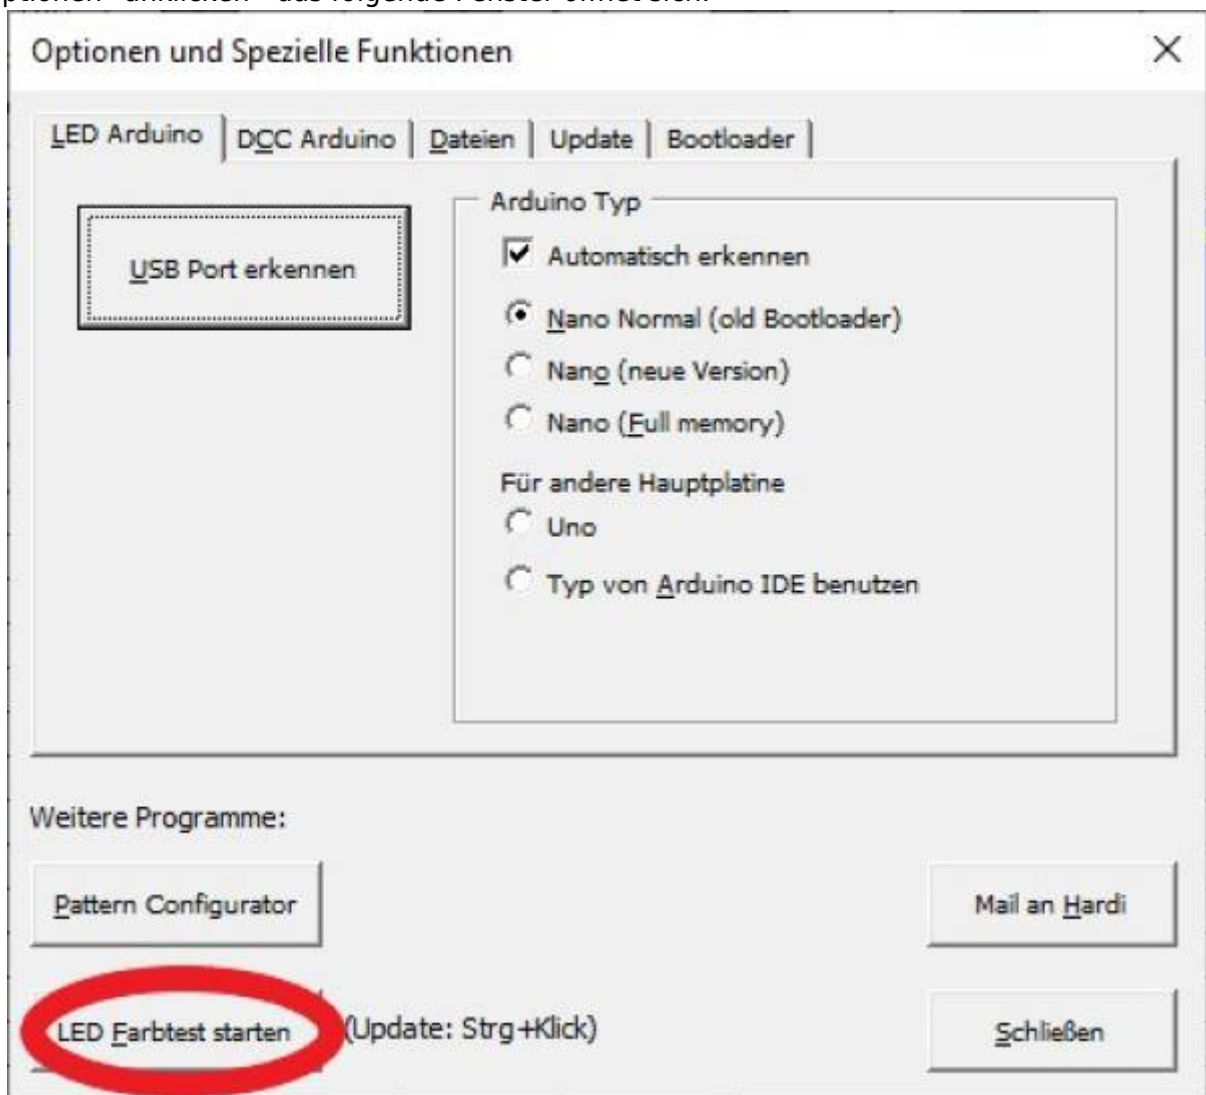 Optionen und Spezielle Funktionen
LED Arduino
DCC Arduino
Dateien
Update
Bootloader
USB Port erkennen
Arduino Typ
Automatisch erkennen
Nano Normal (old Bootloader)
Nano (neue Version)
Nano (Full memory)
Für andere Hauptplatine
Uno
Typ von Arduino IDE benutzen
Weitere Programme:
Pattern Configurator
Mail an Hardi
LED Farbtest starten
(Update: Strg+Klick)
Schließen